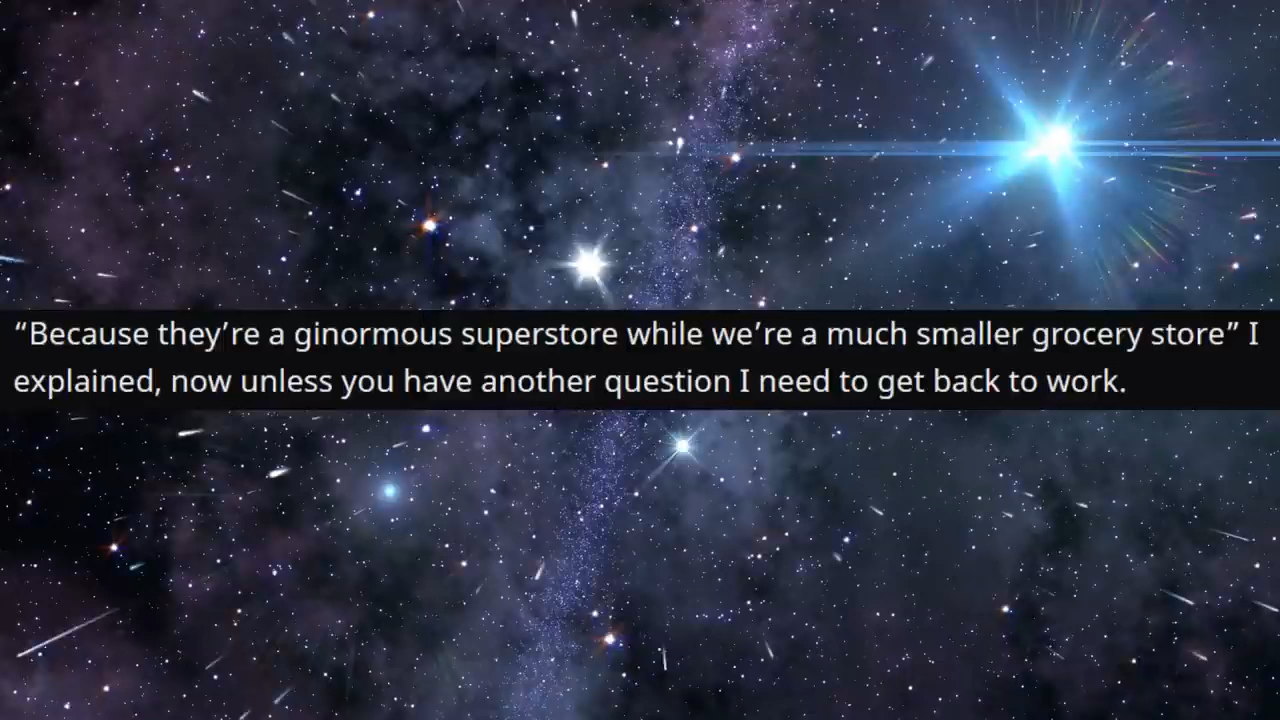 “Because they’re a ginormous superstore while we’re a much smaller grocery store” I
explained, now unless you have another question I need to get back to work.